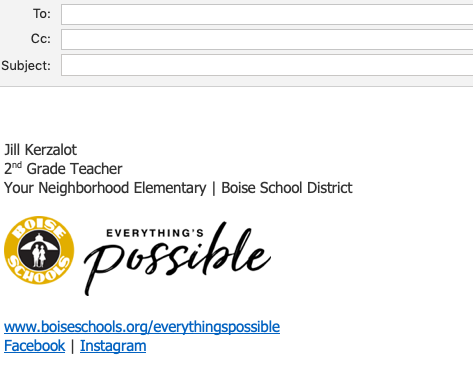 To:
Cc:
Subject:
Jill Kerzalot
2nd Grade Teacher
Your Neighborhood Elementary | Boise School District
BOISE SCHOOLS
EVERYTHING'S
possible
www.boiseschools.org/everythingspossible
Facebook | Instagram